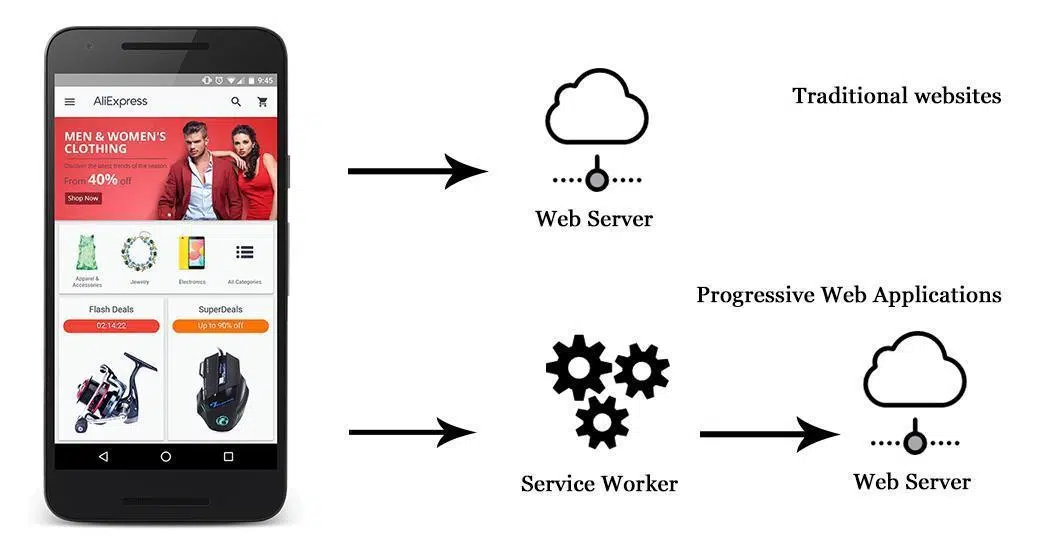 9:45
AliExpress
MEN & WOMEN'S
CLOTHING
Discover the latest trends of the season
From 40% off
Shop Now
Apparel &
Accessories
Jewelry
Electronics
All Categories
Flash Deals
02:14:22
SuperDeals
Up to 90% off
Traditional websites
Web Server
Progressive Web Applications
Service Worker
Web Server